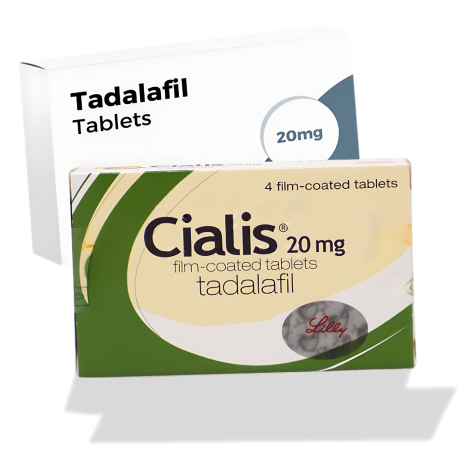 Tadalafil
Tablets
20mg
4 film-coated tablets
Cialis® 20 mg
film-coated tablets
tadalafil
Lilly